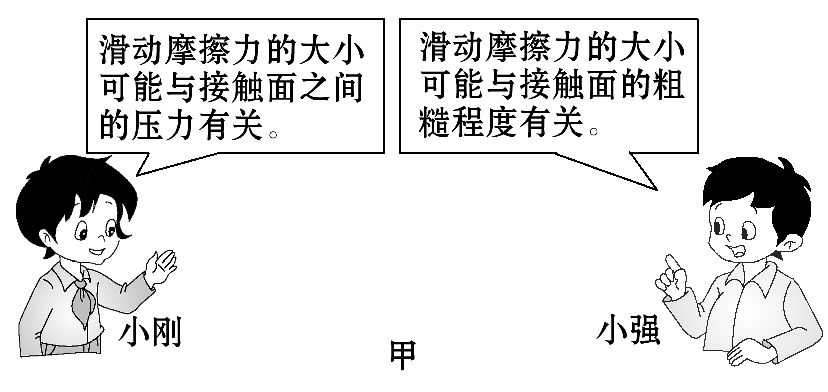 滑动摩擦力的大小
可能与接触面之间
的压力有关。
滑动摩擦力的大小
可能与接触面的粗
糙程度有关。
小刚
小强
甲